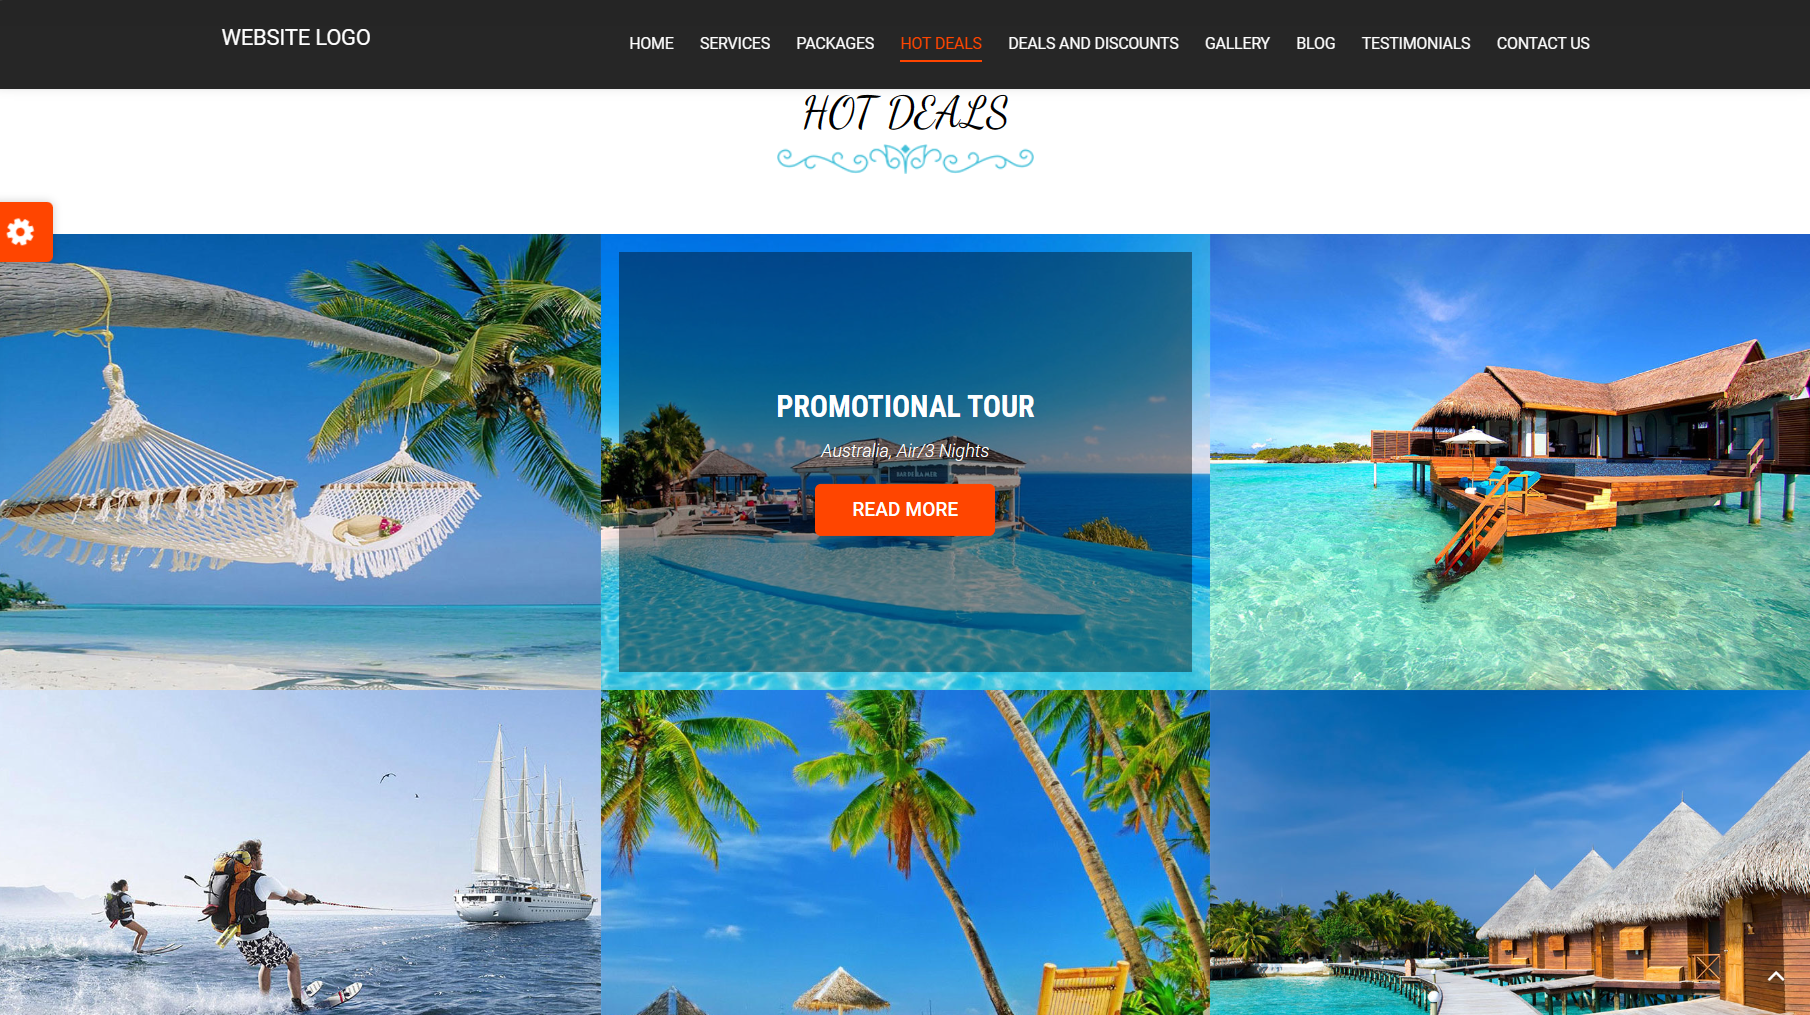 WEBSITE LOGO
HOME SERVICES PACKAGES HOT DEALS DEALS AND DISCOUNTS GALLERY BLOG TESTIMONIALS CONTACT US
HOT DEALS
PROMOTIONAL TOUR
Australia, Air/3 Nights
READ MORE